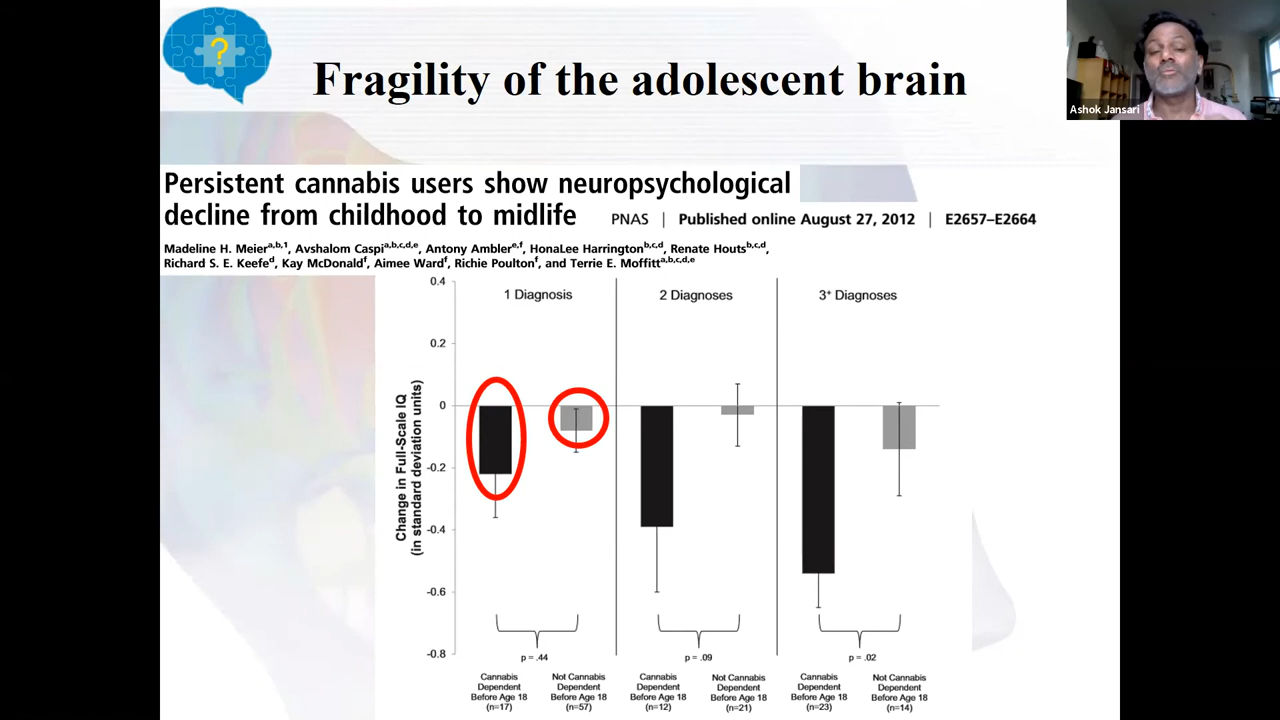 ?
Fragility of the adolescent brain
Ashok Jansari
Persistent cannabis users show neuropsychological
decline from childhood to midlife
PNAS | Published online August 27, 2012 | E2657–E2664
Madeline H. Meier^a,b,1, Avshalom Caspi^a,b,c,d,e, Antony Ambler^e,f, HonaLee Harrington^b,c,d, Renate Houts^b,c,d,
Richard S. E. Keefe^d, Kay McDonald^f, Aimee Ward^f, Richie Poulton^f, and Terrie E. Moffitt^a,b,c,d,e
Change in Full-Scale IQ
(in standard deviation units)
0.4
0.2
0
-0.2
-0.4
-0.6
-0.8
1 Diagnosis
2 Diagnoses
3⁺ Diagnoses
p = .44
p = .09
p = .02
Cannabis
Dependent
Before Age 18
(n=17)
Not Cannabis
Dependent
Before Age 18
(n=57)
Cannabis
Dependent
Before Age 18
(n=12)
Not Cannabis
Dependent
Before Age 18
(n=21)
Cannabis
Dependent
Before Age 18
(n=23)
Not Cannabis
Dependent
Before Age 18
(n=14)